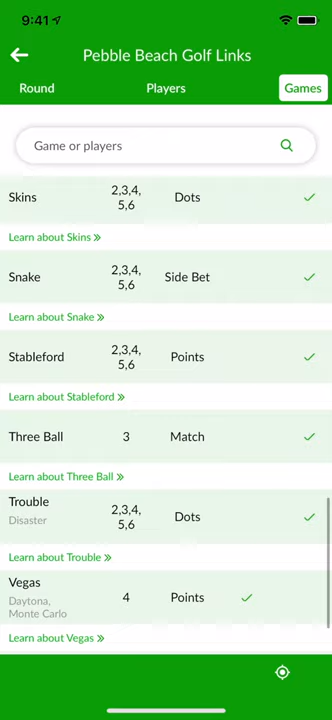 9:41
Pebble Beach Golf Links
Round Players Games
Game or players
Skins 2,3,4, Dots
5,6
Learn about Skins
Snake 2,3,4, Side Bet
5,6
Learn about Snake
Stableford 2,3,4, Points
5,6
Learn about Stableford
Three Ball 3 Match
Learn about Three Ball
Trouble 2,3,4, Dots
Disaster 5,6
Learn about Trouble
Vegas 4 Points
Daytona,
Monte Carlo
Learn about Vegas